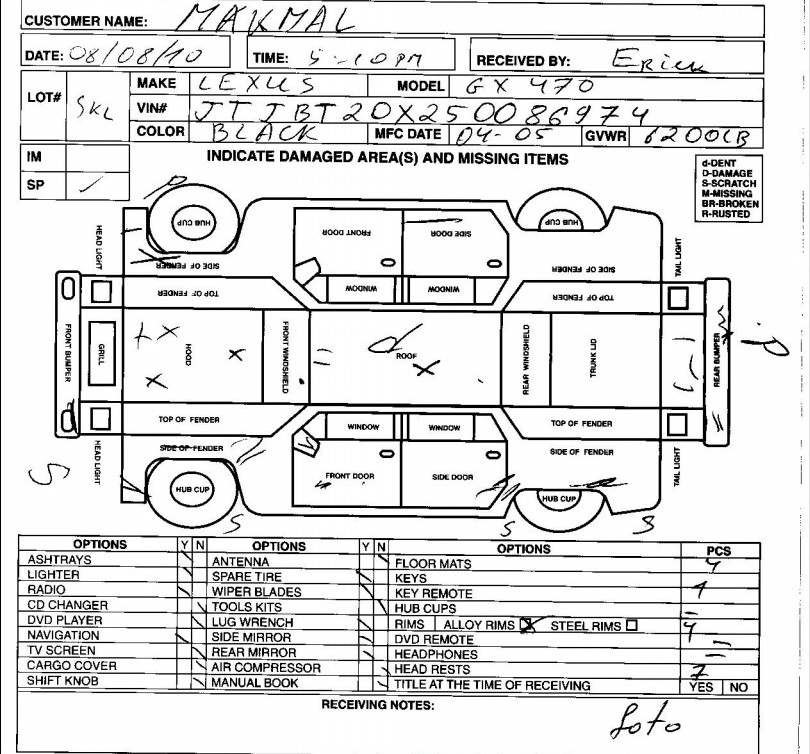 CUSTOMER NAME: MAKMAL
DATE: 08/08/10 TIME: 5-10PM RECEIVED BY: Erick
LOT# SKL MAKE LEXUS MODEL GX 470
VIN# JTJBT20X250086974
COLOR BLACK MFC DATE 04-05 GVWR 6200LB
IM
SP
INDICATE DAMAGED AREA(S) AND MISSING ITEMS
d-DENT
D-DAMAGE
S-SCRATCH
M-MISSING
BR-BROKEN
R-RUSTED
HUB CUP HUB CUP
HEAD LIGHT FRONT DOOR SIDE DOOR TAIL LIGHT
SIDE OF FENDER SIDE OF FENDER
TOP OF FENDER WINDOW WINDOW TOP OF FENDER
FRONT BUMPER GRILL HOOD FRONT WINDSHIELD d ROOF REAR WINDSHIELD TRUNK LID REAR BUMPER
TOP OF FENDER WINDOW WINDOW TOP OF FENDER
SIDE OF FENDER SIDE OF FENDER
HEAD LIGHT FRONT DOOR SIDE DOOR TAIL LIGHT
S HUB CUP HUB CUP
S S S
OPTIONS Y N OPTIONS Y N OPTIONS PCS
ASHTRAYS ANTENNA FLOOR MATS 4
LIGHTER SPARE TIRE KEYS
RADIO WIPER BLADES KEY REMOTE 1
CD CHANGER TOOLS KITS HUB CUPS
DVD PLAYER LUG WRENCH RIMS ALLOY RIMS STEEL RIMS 4
NAVIGATION SIDE MIRROR DVD REMOTE
TV SCREEN REAR MIRROR HEADPHONES
CARGO COVER AIR COMPRESSOR HEAD RESTS 7
SHIFT KNOB MANUAL BOOK TITLE AT THE TIME OF RECEIVING YES NO
RECEIVING NOTES:
foto